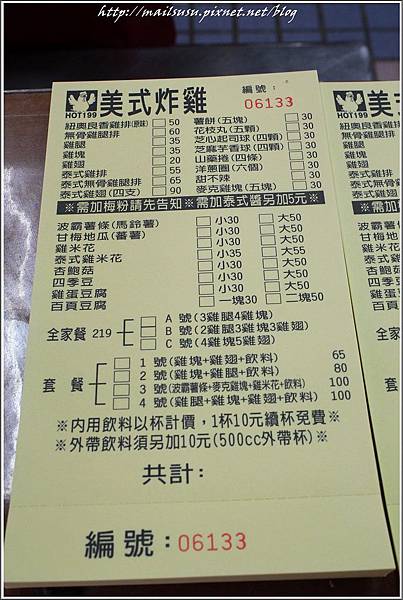 http://mailsusu.pixnet.net/blog
HOT199 美式炸雞 編號: 06133
紐奧良香雞排(原味) 50
無骨雞腿排 60
雞腿 35
雞塊 35
雞翅 20
泰式雞排 55
泰式無骨雞腿排 65
泰式雞翅(四支) 90
薯餅(五塊) 30
花枝丸(五顆) 30
芝心起司球(四顆) 30
芝麻芋香球(四顆) 30
山藥捲(四條) 30
洋蔥圈(六個) 30
甜不辣 30
麥克雞塊(五塊) 30
※需加梅粉請先告知※需加泰式醬另加5元※
波霸薯條(馬鈴薯) 小30 大50
甘梅地瓜(蕃薯) 小30 大50
雞米花 小30 大50
泰式雞米花 小35 大55
杏鮑菇 小30 大50
四季豆 小30 大50
雞蛋豆腐 小30 大50
百頁豆腐 一塊30 二塊50
全家餐 219
A 號(3雞腿4雞塊)
B 號(2雞腿3雞塊3雞翅)
C 號(4雞塊5雞翅)
套 餐
1 號(雞塊+雞翅+飲料) 65
2 號(雞腿+雞塊+飲料) 80
3 號(波霸薯條+麥克雞塊+雞米花+飲料) 100
4 號(雞腿+雞塊+雞翅+飲料) 100
※內用飲料以杯計價，1杯10元續杯免費※
※外帶飲料須另加10元(500cc外帶杯)※
共計:
編號:06133